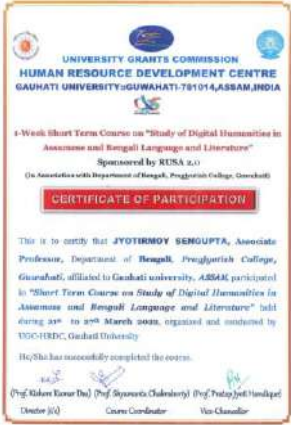 UNIVERSITY GRANTS COMMISSION
HUMAN RESOURCE DEVELOPMENT CENTRE
GAUHATI UNIVERSITY::GUWAHATI-781014,ASSAM,INDIA
1-Week Short Term Course on "Study of Digital Humanities in
Assamese and Bengali Language and Literature"
Sponsored by RUSA 2.0
(In Association with Department of Bengali, Pragjyotish College, Guwahati)
CERTIFICATE OF PARTICIPATION
This is to certify that JYOTIRMOY SENGUPTA, Associate
Professor, Department of Bengali, Pragjyotish College,
Guwahati, affiliated to Gauhati university, ASSAM, participated
in "Short Term Course on Study of Digital Humanities in
Assamese and Bengali Language and Literature" held
during 21st to 27th March 2022, organized and conducted by
UGC-HRDC, Gauhati University
He/She has successfully completed the course.
(Prof. Kishore Kumar Das) (Prof. Shyamanta Chakraborty) (Prof. Pratap Jyoti Handique)
Director i/c) Course Coordinator Vice-Chancellor